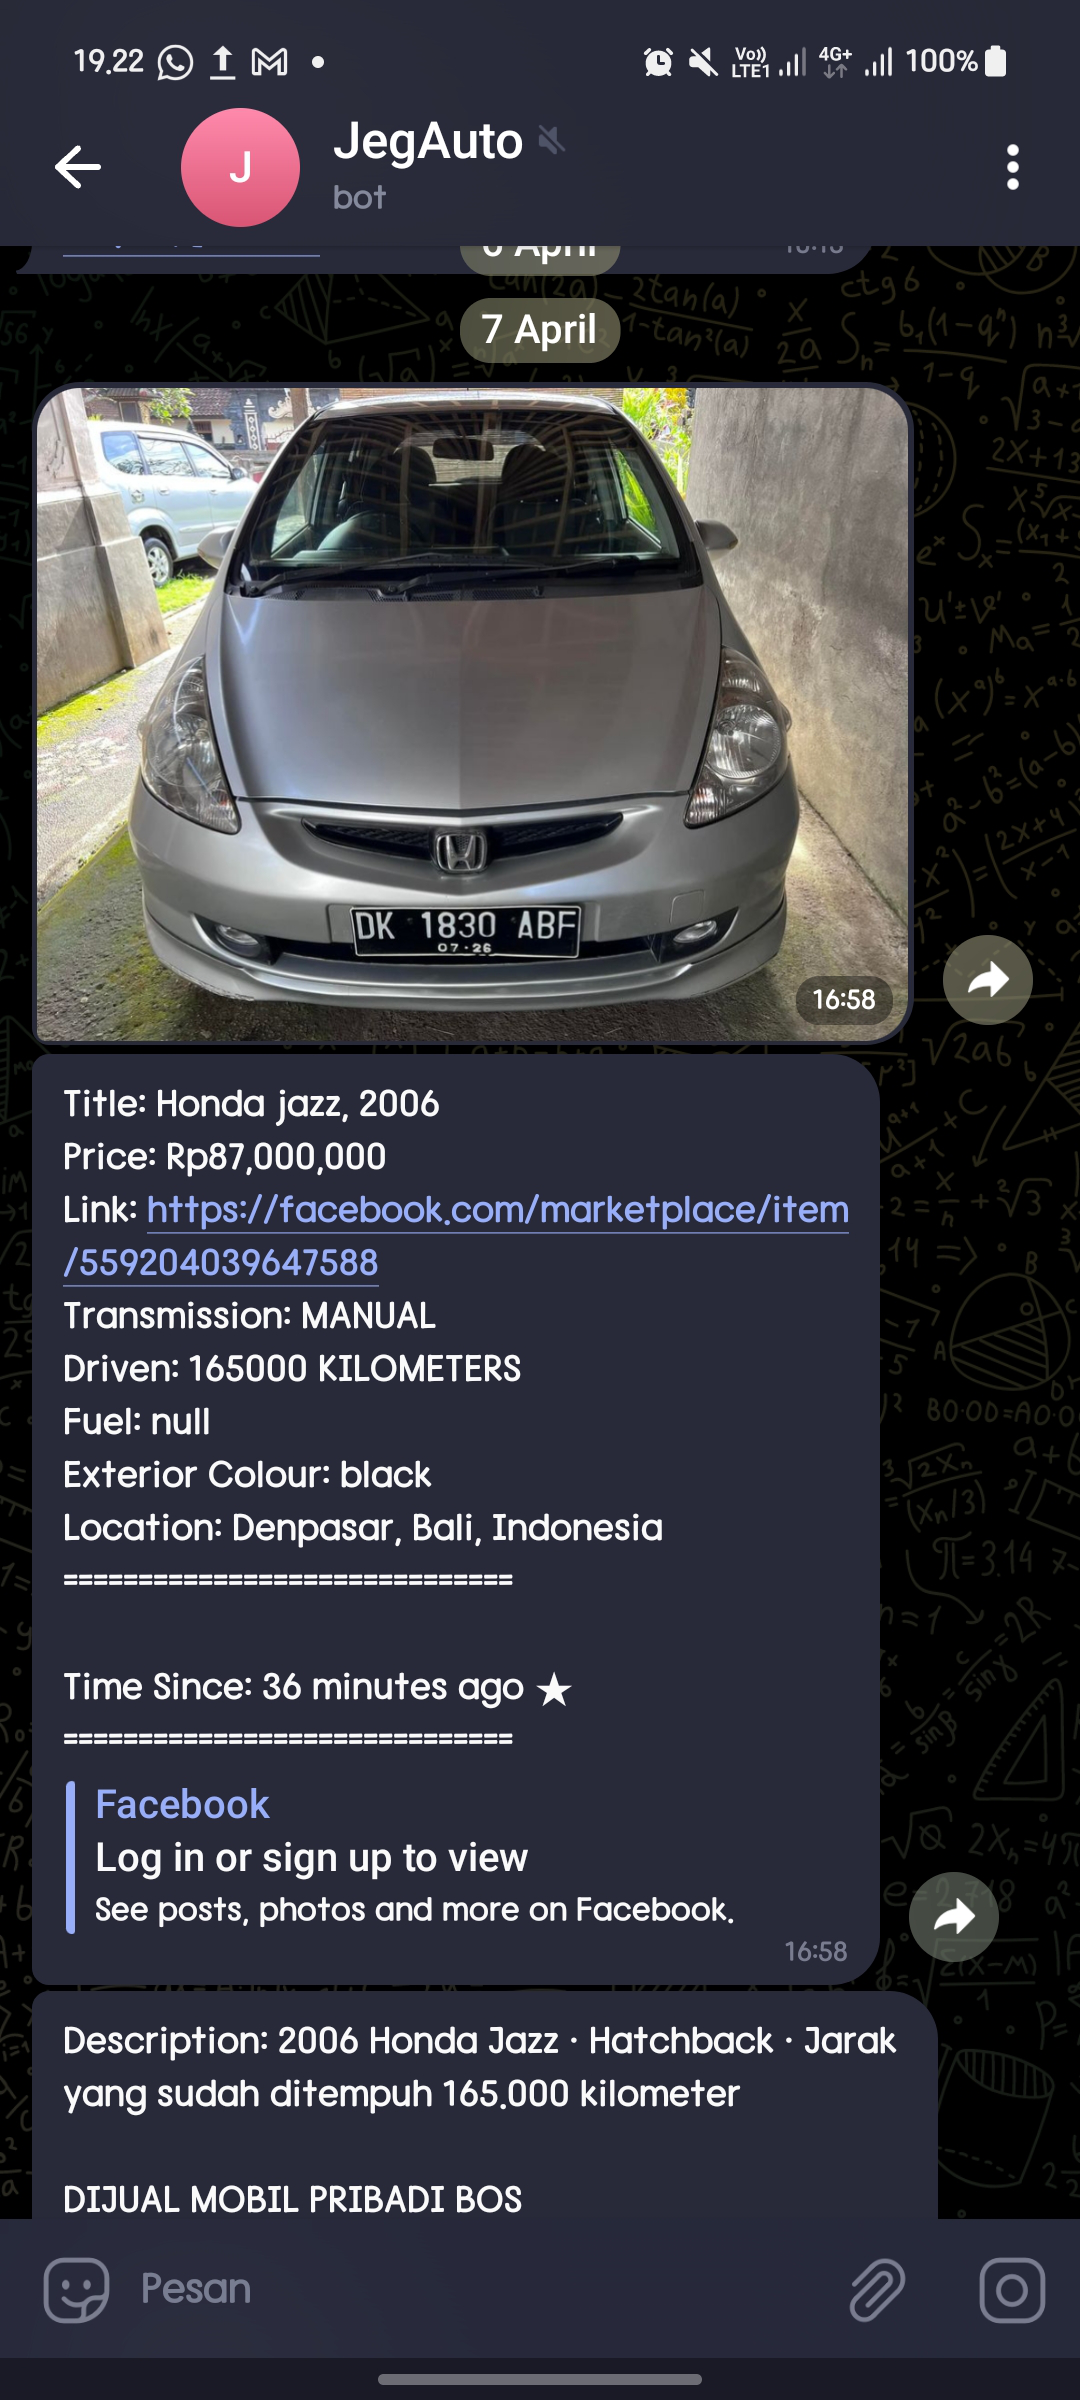 19.22
Vo))
LTE1
4G+
100%
J
JegAuto
bot
6 April
7 April
DK 1830 ABF
07·26
16:58
Title: Honda jazz, 2006
Price: Rp87,000,000
Link: https://facebook.com/marketplace/item
/559204039647588
Transmission: MANUAL
Driven: 165000 KILOMETERS
Fuel: null
Exterior Colour: black
Location: Denpasar, Bali, Indonesia
==============================
Time Since: 36 minutes ago ★
==============================
Facebook
Log in or sign up to view
See posts, photos and more on Facebook.
16:58
Description: 2006 Honda Jazz · Hatchback · Jarak
yang sudah ditempuh 165.000 kilometer
DIJUAL MOBIL PRIBADI BOS
Pesan